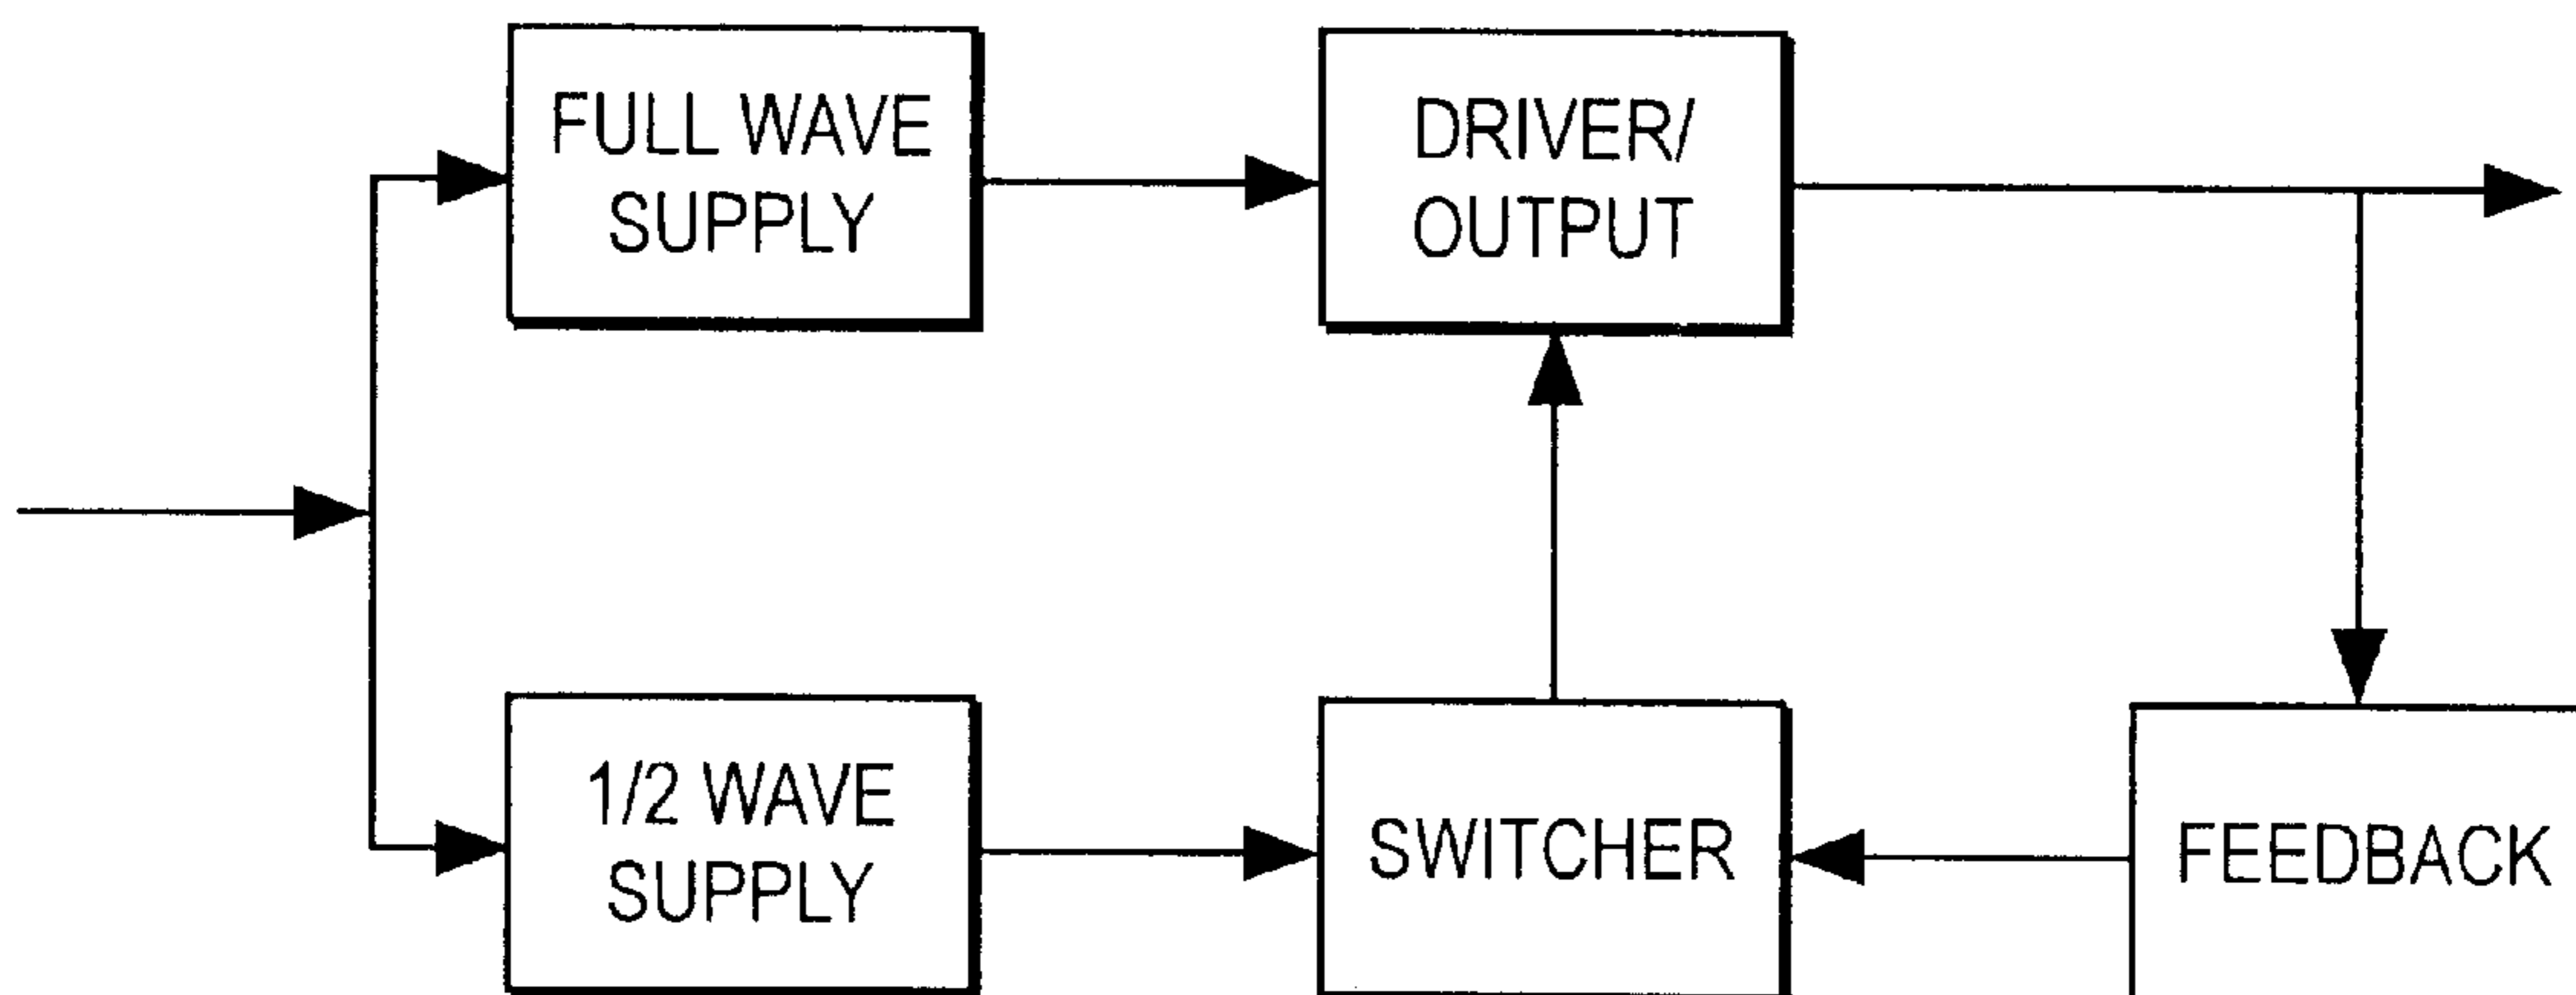 FULL WAVE
SUPPLY
DRIVER/
OUTPUT
1/2 WAVE
SUPPLY
SWITCHER
FEEDBACK